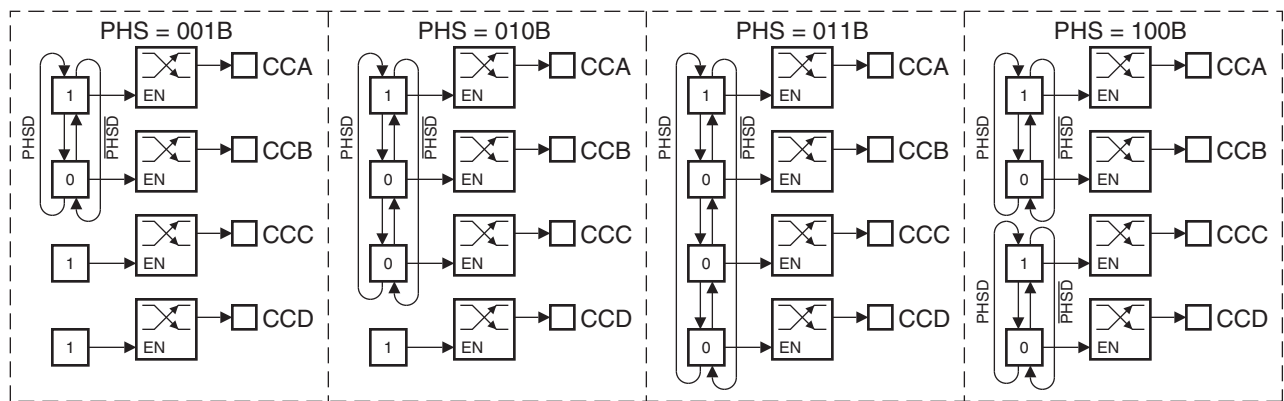 PHS = 001B
1
EN
CCA
PHSD
PHSD
0
EN
CCB
1
EN
CCC
1
EN
CCD
PHS = 010B
1
EN
CCA
PHSD
PHSD
0
EN
CCB
0
EN
CCC
1
EN
CCD
PHS = 011B
1
EN
CCA
PHSD
PHSD
0
EN
CCB
0
EN
CCC
0
EN
CCD
PHS = 100B
1
EN
CCA
PHSD
PHSD
0
EN
CCB
1
EN
CCC
PHSD
PHSD
0
EN
CCD